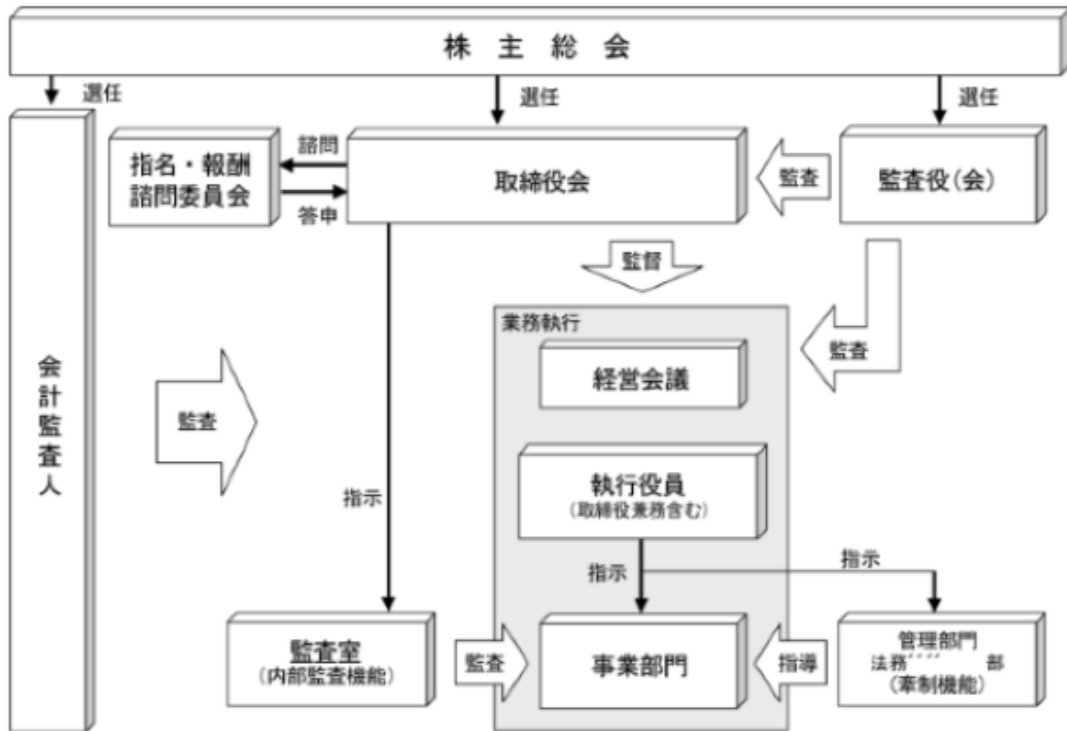 株主総会
選任
選任
選任
指名・報酬
諮問委員会
諮問
答申
取締役会
監査
監査役(会)
監督
業務執行
経営会議
監査
会計監査人
監査
執行役員
(取締役兼務含む)
指示
指示
指示
監査室
(内部監査機能)
監査
事業部門
指導
管理部門
法務 部
(牽制機能)